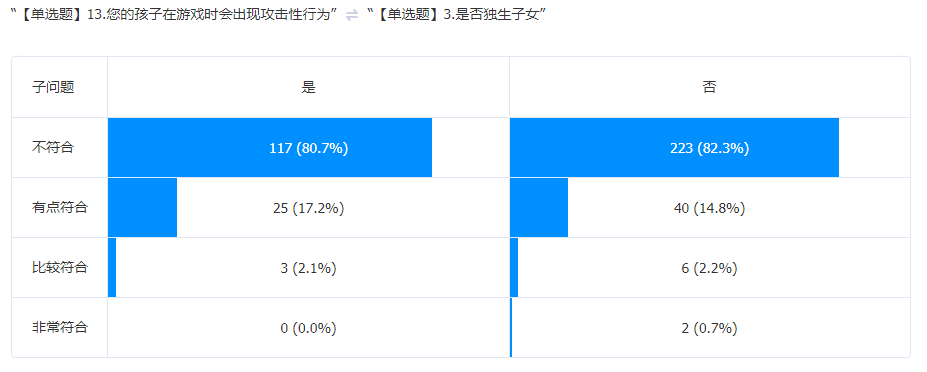 “【单选题】13.您的孩子在游戏时会出现攻击性行为” ⇌ “【单选题】3.是否独生子女”
子问题 是 否
不符合 117 (80.7%) 223 (82.3%)
有点符合 25 (17.2%) 40 (14.8%)
比较符合 3 (2.1%) 6 (2.2%)
非常符合 0 (0.0%) 2 (0.7%)